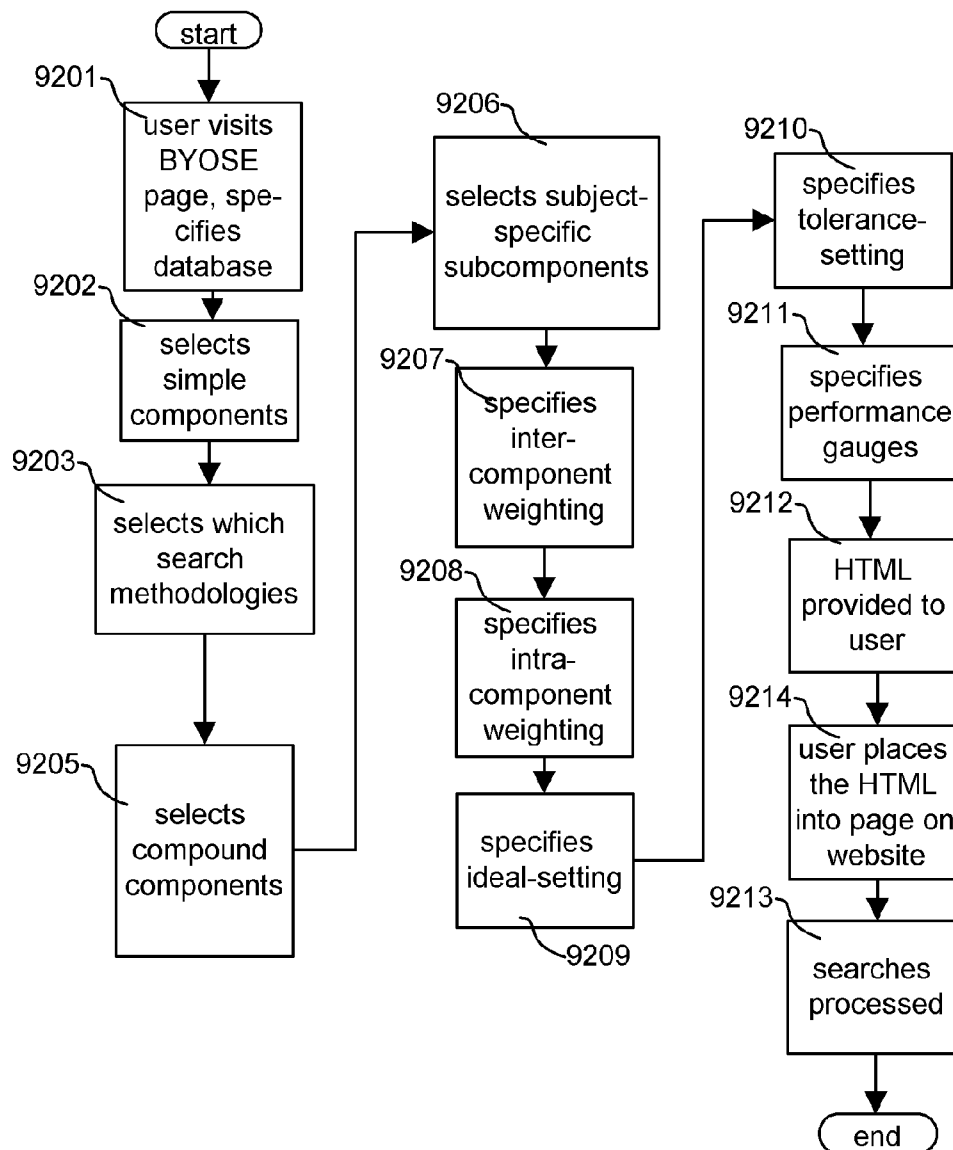 start
9201
user visits
BYOSE
page, spe-
cifies
database
9202
selects
simple
components
9203
selects which
search
methodologies
9205
selects
compound
components
9206
selects subject-
specific
subcomponents
9207
specifies
inter-
component
weighting
9208
specifies
intra-
component
weighting
specifies
ideal-setting
9209
9210
specifies
tolerance-
setting
9211
specifies
performance
gauges
9212
HTML
provided to
user
9214
user places
the HTML
into page on
website
9213
searches
processed
end